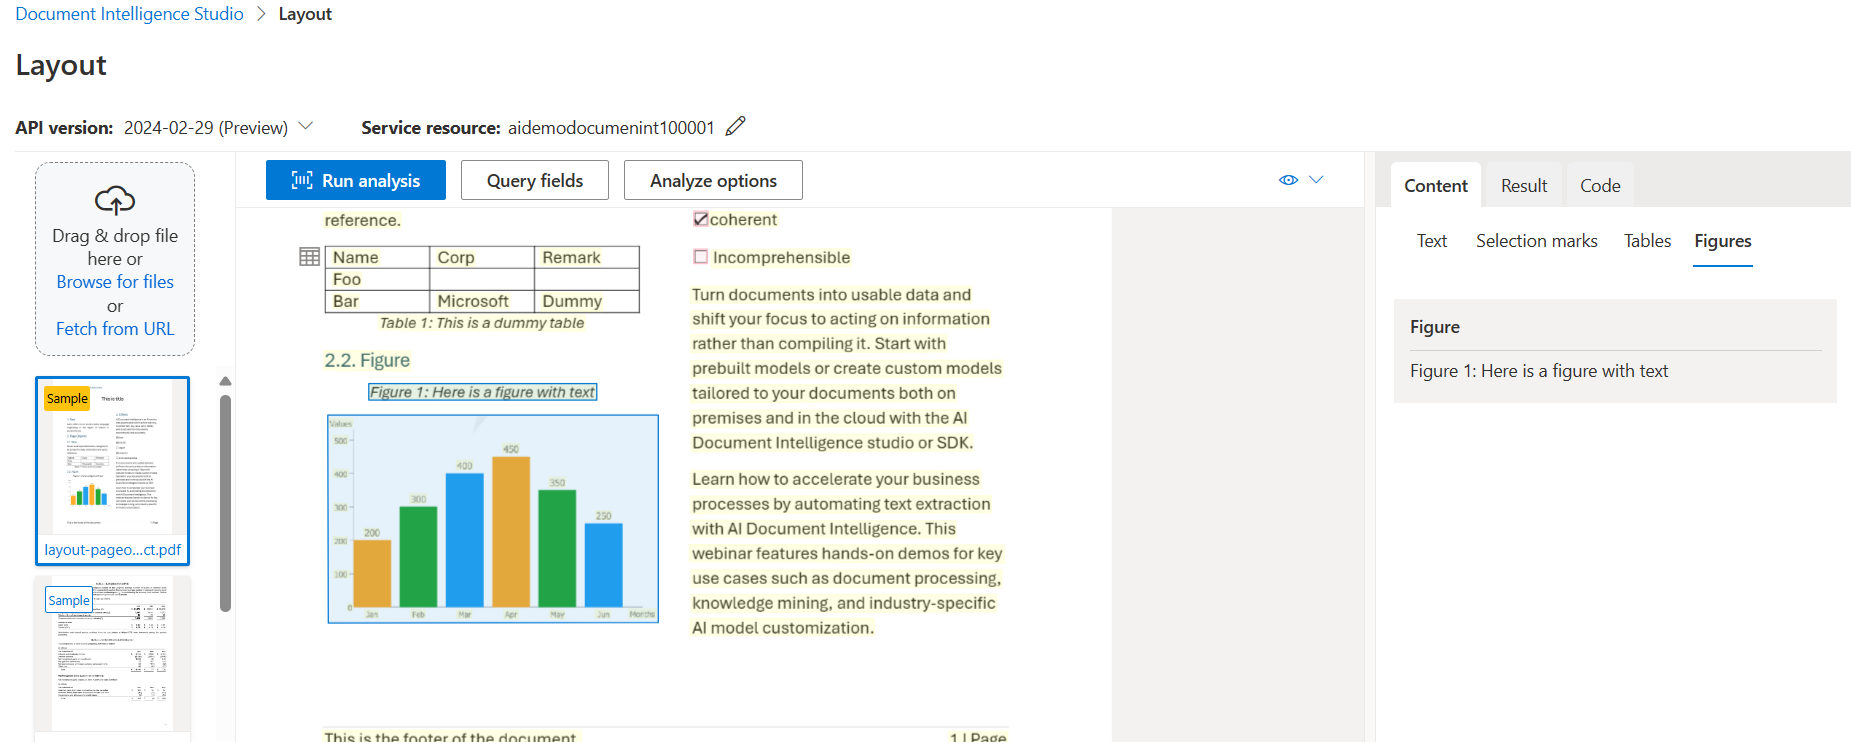 Document Intelligence Studio > Layout
Layout
API version: 2024-02-29 (Preview)
Service resource: aidemodocumenint100001
Drag & drop file
here or
Browse for files
or
Fetch from URL
Sample
This is title
layout-pageo...ct.pdf
Sample
Run analysis
Query fields
Analyze options
reference.
Name Corp Remark
Foo
Bar Microsoft Dummy
Table 1: This is a dummy table
2.2. Figure
Figure 1: Here is a figure with text
Values
500
400
300
200
100
0
200
300
400
450
350
250
Jan Feb Mar Apr May Jun Months
coherent
Incomprehensible
Turn documents into usable data and
shift your focus to acting on information
rather than compiling it. Start with
prebuilt models or create custom models
tailored to your documents both on
premises and in the cloud with the AI
Document Intelligence studio or SDK.
Learn how to accelerate your business
processes by automating text extraction
with AI Document Intelligence. This
webinar features hands-on demos for key
use cases such as document processing,
knowledge mining, and industry-specific
AI model customization.
This is the footer of the document.
1 | Page
Content Result Code
Text Selection marks Tables Figures
Figure
Figure 1: Here is a figure with text